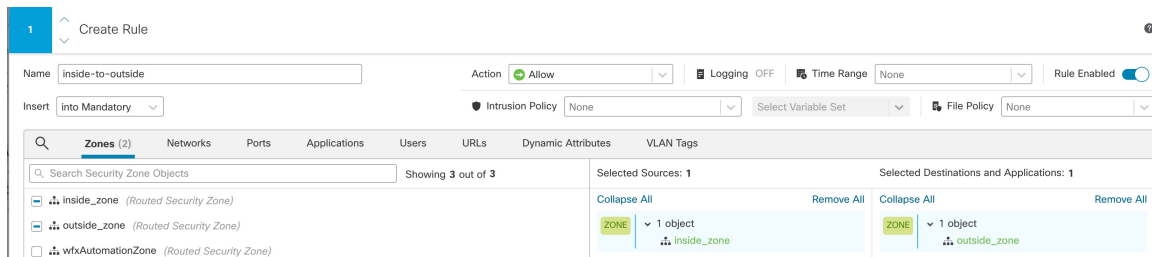 1 Create Rule
Name inside-to-outside Action Allow Logging OFF Time Range None Rule Enabled
Insert into Mandatory Intrusion Policy None Select Variable Set File Policy None
Zones (2) Networks Ports Applications Users URLs Dynamic Attributes VLAN Tags
Search Security Zone Objects Showing 3 out of 3 Selected Sources: 1 Selected Destinations and Applications: 1
inside_zone (Routed Security Zone) Collapse All Remove All Collapse All Remove All
outside_zone (Routed Security Zone) ZONE 1 object ZONE 1 object
inside_zone outside_zone
wfxAutomationZone (Routed Security Zone)